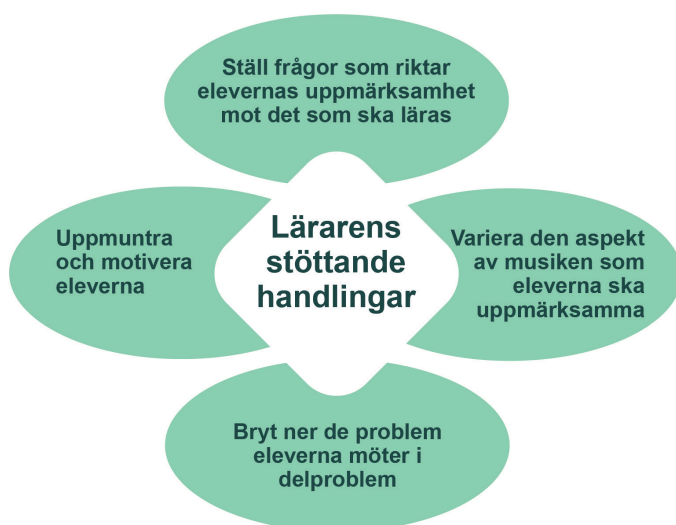 Ställ frågor som riktar
elevernas uppmärksamhet
mot det som ska läras
Uppmuntra
och motivera
eleverna
Lärarens
stöttande
handlingar
Variera den aspekt
av musiken som
eleverna ska
uppmärksamma
Bryt ner de problem
eleverna möter i
delproblem